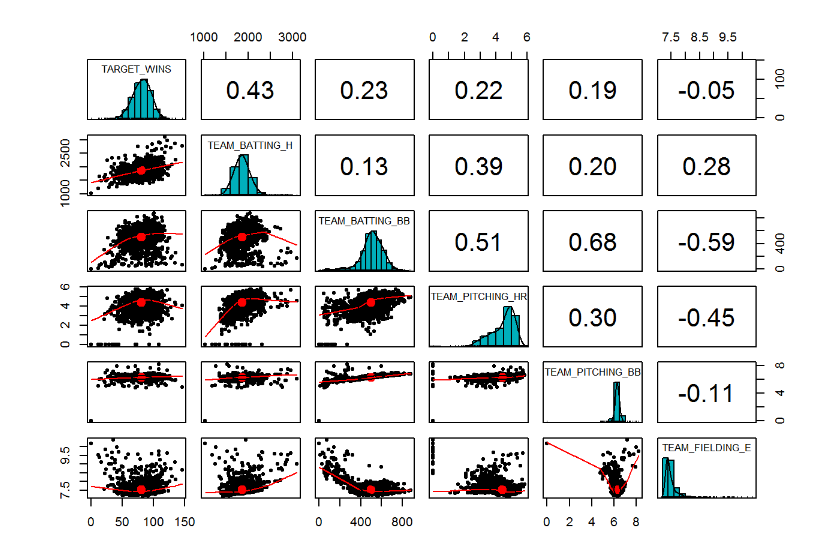 1000 2000 3000 0 2 4 6 7.5 8.5 9.5
TARGET_WINS 0.43 0.23 0.22 0.19 -0.05 0 100
1000 2500 TEAM_BATTING_H 0.13 0.39 0.20 0.28
TEAM_BATTING_BB 0.51 0.68 -0.59 0 400
0 2 4 6 TEAM_PITCHING_HR 0.30 -0.45
TEAM_PITCHING_BB -0.11 0 4 8
7.5 8.5 9.5 TEAM_FIELDING_E
0 50 100 150 0 400 800 0 2 4 6 8